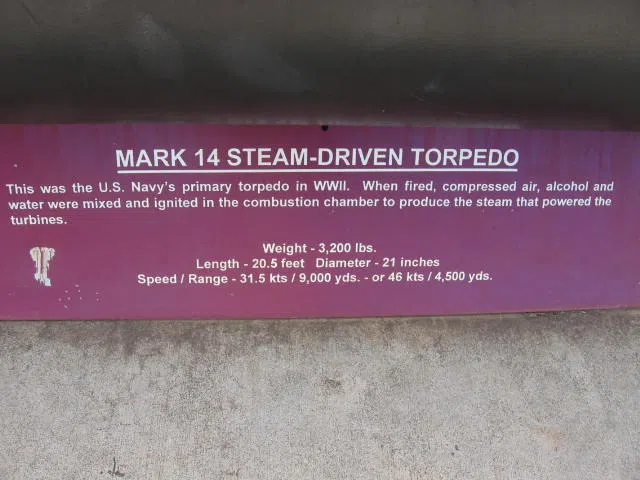 MARK 14 STEAM-DRIVEN TORPEDO
This was the U.S. Navy's primary torpedo in WWII. When fired, compressed air, alcohol and
water were mixed and ignited in the combustion chamber to produce the steam that powered the
turbines.
Weight - 3,200 lbs.
Length - 20.5 feet Diameter - 21 inches
Speed / Range - 31.5 kts / 9,000 yds. - or 46 kts / 4,500 yds.